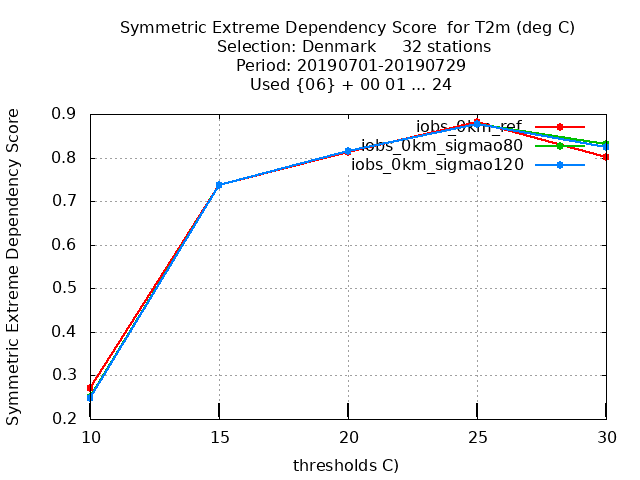 Symmetric Extreme Dependency Score  for T2m (deg C)
Selection: Denmark     32 stations
Period: 20190701-20190729
Used {06} + 00 01 ... 24
Symmetric Extreme Dependency Score
0.9
0.8
0.7
0.6
0.5
0.4
0.3
0.2
iobs_0km_ref
iobs_0km_sigmao80
iobs_0km_sigmao120
10 15 20 25 30
thresholds C)